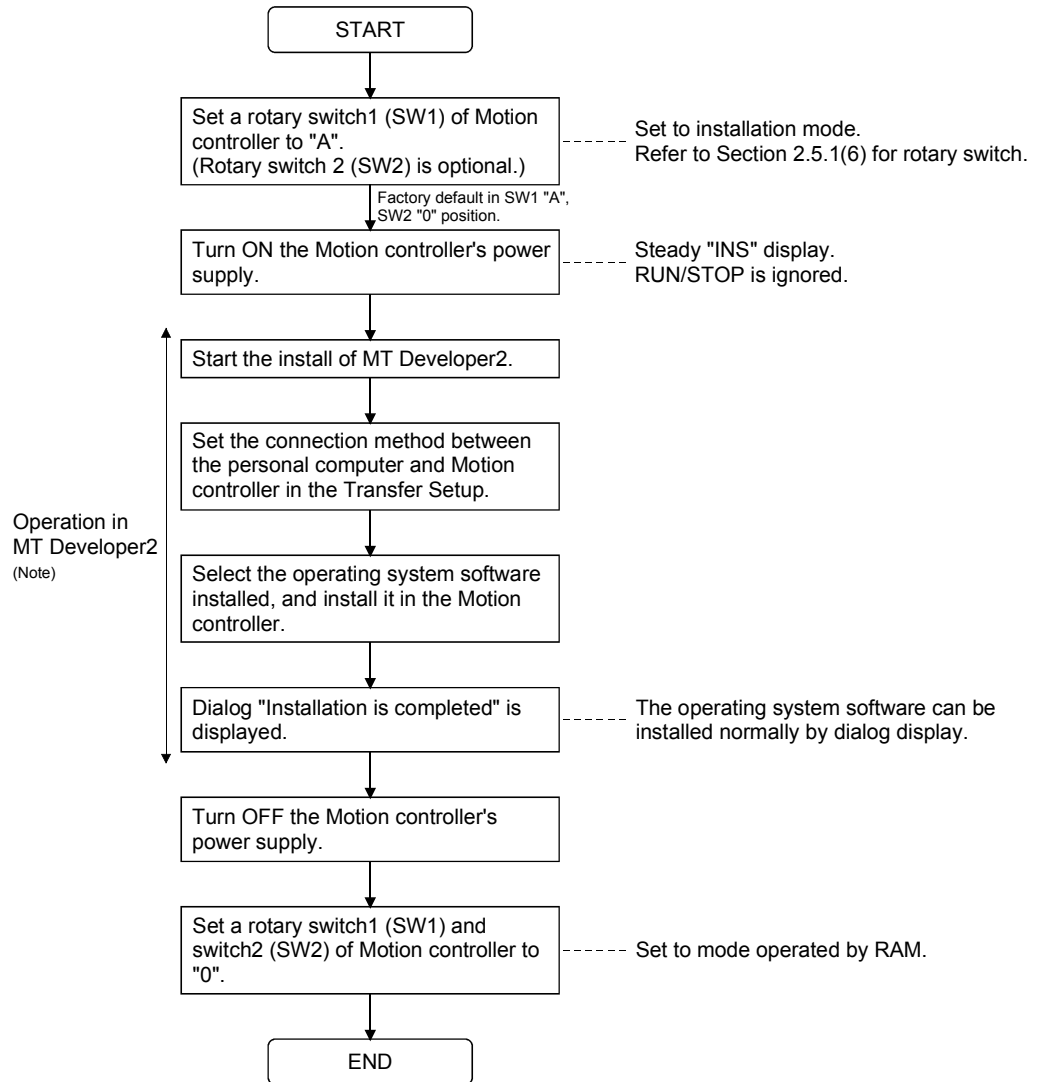 START
Set a rotary switch1 (SW1) of Motion
controller to "A".
(Rotary switch 2 (SW2) is optional.)
Set to installation mode.
Refer to Section 2.5.1(6) for rotary switch.
Factory default in SW1 "A",
SW2 "0" position.
Turn ON the Motion controller's power
supply.
Steady "INS" display.
RUN/STOP is ignored.
Start the install of MT Developer2.
Set the connection method between
the personal computer and Motion
controller in the Transfer Setup.
Operation in
MT Developer2
(Note)
Select the operating system software
installed, and install it in the Motion
controller.
Dialog "Installation is completed" is
displayed.
The operating system software can be
installed normally by dialog display.
Turn OFF the Motion controller's
power supply.
Set a rotary switch1 (SW1) and
switch2 (SW2) of Motion controller to
"0".
Set to mode operated by RAM.
END